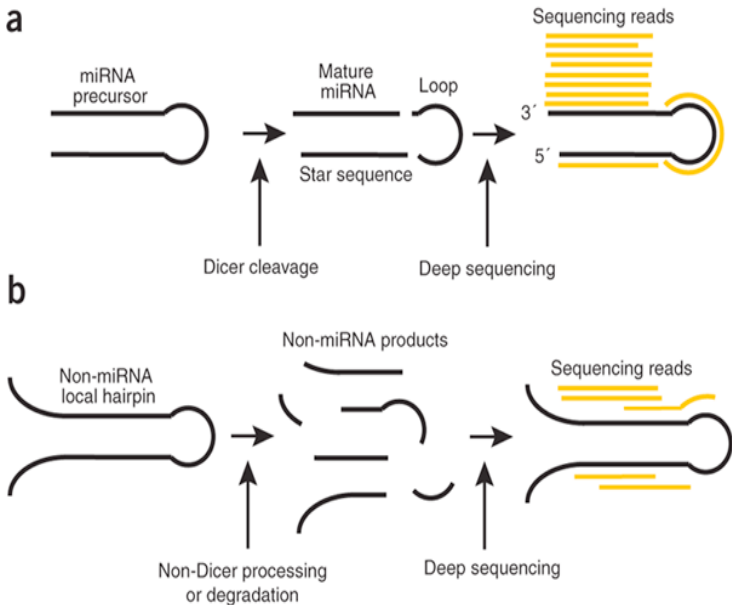 a
Sequencing reads
miRNA
precursor
Mature
miRNA
Loop
3´
5´
Star sequence
Dicer cleavage
Deep sequencing
b
Non-miRNA products
Non-miRNA
local hairpin
Sequencing reads
Non-Dicer processing
or degradation
Deep sequencing